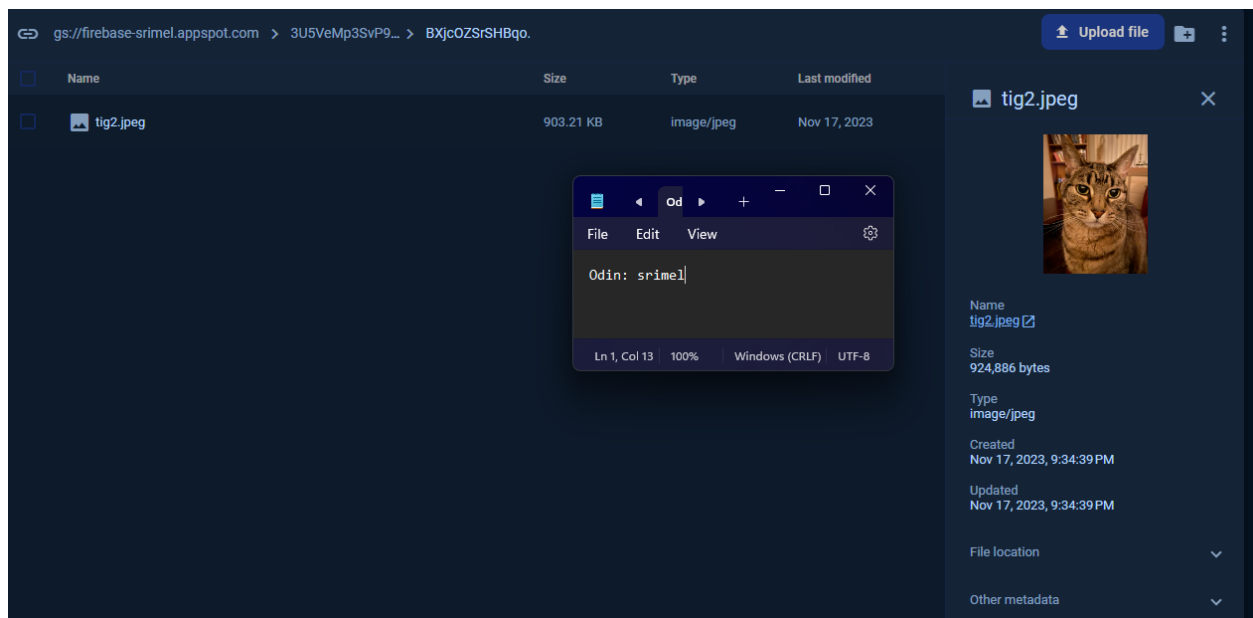 gs://firebase-srimel.appspot.com > 3U5VeMp3SvP9… > BXjcOZSrSHBqo.
Upload file
Name Size Type Last modified
tig2.jpeg 903.21 KB image/jpeg Nov 17, 2023
Od
File Edit View
Odin: srimel
Ln 1, Col 13 100% Windows (CRLF) UTF-8
tig2.jpeg
Name
tig2.jpeg
Size
924,886 bytes
Type
image/jpeg
Created
Nov 17, 2023, 9:34:39 PM
Updated
Nov 17, 2023, 9:34:39 PM
File location
Other metadata